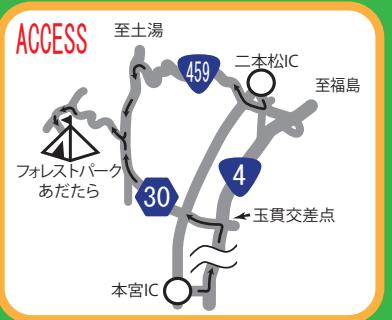 ACCESS
至土湯
二本松IC
459
至福島
フォレストパーク
あだたら
4
30
玉貫交差点
本宮IC